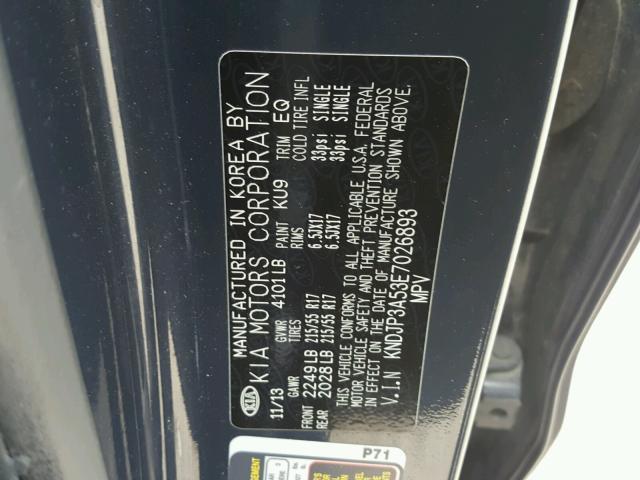 MANUFACTURED IN KOREA BY
KIA KIA MOTORS CORPORATION
11/13 GVWR 4101LB PAINT KU9 TRIM EQ
GAWR TIRES RIMS COLD TIRE INFL
FRONT 2249LB 215/55 R17 6.5JX17 33psi SINGLE
REAR 2028LB 215/55 R17 6.5JX17 33psi SINGLE
THIS VEHICLE CONFORMS TO ALL APPLICABLE U.S.A. FEDERAL
MOTOR VEHICLE SAFETY AND THEFT PREVENTION STANDARDS
IN EFFECT ON THE DATE OF MANUFACTURE SHOWN ABOVE.
V.I.N KNDJP3A53E7026893
MPV
P71